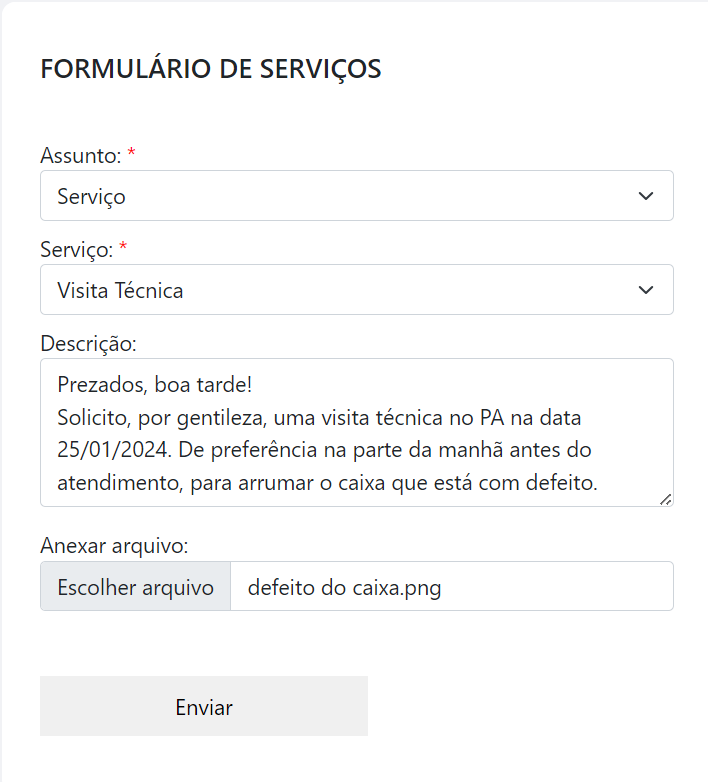 FORMULÁRIO DE SERVIÇOS
Assunto: *
Serviço
Serviço: *
Visita Técnica
Descrição:
Prezados, boa tarde!
Solicito, por gentileza, uma visita técnica no PA na data
25/01/2024. De preferência na parte da manhã antes do
atendimento, para arrumar o caixa que está com defeito.
Anexar arquivo:
Escolher arquivo defeito do caixa.png
Enviar